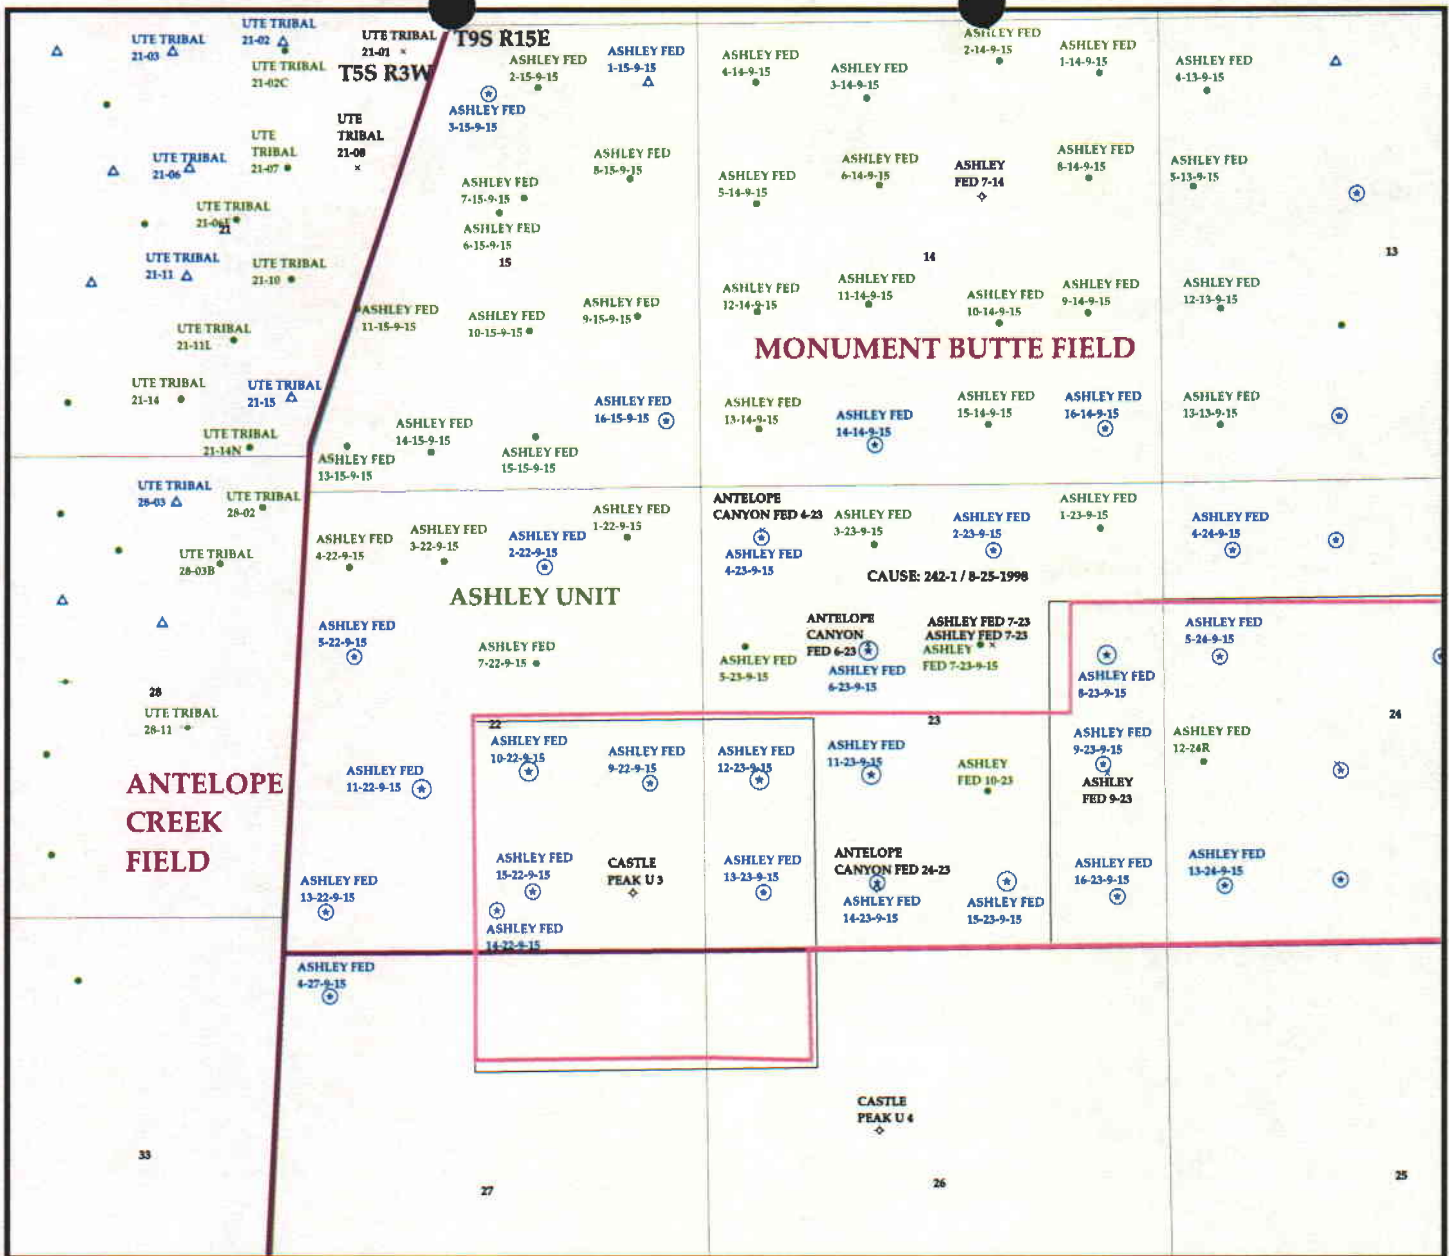 UTE TRIBAL
21-03
UTE TRIBAL
21-02
UTE TRIBAL
21-02C
UTE TRIBAL
21-01
T5S R3W
T9S R15E
ASHLEY FED
2-15-9-15
ASHLEY FED
1-15-9-15
ASHLEY FED
3-15-9-15
ASHLEY FED
4-14-9-15
ASHLEY FED
3-14-9-15
ASHLEY FED
2-14-9-15
ASHLEY FED
1-14-9-15
ASHLEY FED
4-13-9-15
UTE TRIBAL
21-06
UTE
TRIBAL
21-07
UTE
TRIBAL
21-08
ASHLEY FED
8-15-9-15
ASHLEY FED
7-15-9-15
ASHLEY FED
6-15-9-15
15
ASHLEY FED
5-14-9-15
ASHLEY FED
6-14-9-15
ASHLEY
FED 7-14
ASHLEY FED
8-14-9-15
ASHLEY FED
5-13-9-15
UTE TRIBAL
21
14
13
UTE TRIBAL
21-11
UTE TRIBAL
21-10
ASHLEY FED
11-15-9-15
ASHLEY FED
10-15-9-15
ASHLEY FED
9-15-9-15
ASHLEY FED
12-14-9-15
ASHLEY FED
11-14-9-15
ASHLEY FED
10-14-9-15
ASHLEY FED
9-14-9-15
ASHLEY FED
12-13-9-15
UTE TRIBAL
21-11L
MONUMENT BUTTE FIELD
UTE TRIBAL
21-14
UTE TRIBAL
21-15
ASHLEY FED
16-15-9-15
ASHLEY FED
13-14-9-15
ASHLEY FED
14-14-9-15
ASHLEY FED
15-14-9-15
ASHLEY FED
16-14-9-15
ASHLEY FED
13-13-9-15
UTE TRIBAL
21-14N
ASHLEY FED
13-15-9-15
ASHLEY FED
14-15-9-15
ASHLEY FED
15-15-9-15
UTE TRIBAL
28-03
UTE TRIBAL
28-02
UTE TRIBAL
28-03B
ASHLEY FED
4-22-9-15
ASHLEY FED
3-22-9-15
ASHLEY FED
2-22-9-15
ASHLEY FED
1-22-9-15
ANTELOPE
CANYON FED 4-23
ASHLEY FED
4-23-9-15
ASHLEY FED
3-23-9-15
ASHLEY FED
2-23-9-15
ASHLEY FED
1-23-9-15
ASHLEY FED
4-24-9-15
CAUSE: 242-1 / 8-25-1998
ASHLEY UNIT
ASHLEY FED
5-22-9-15
ASHLEY FED
7-22-9-15
ASHLEY FED
5-23-9-15
ANTELOPE
CANYON
FED 6-23
ASHLEY FED
6-23-9-15
ASHLEY FED 7-23
ASHLEY FED 7-23
ASHLEY
FED 7-23-9-15
ASHLEY FED
8-23-9-15
ASHLEY FED
5-24-9-15
28
UTE TRIBAL
28-11
22
23
24
ANTELOPE
CREEK
FIELD
ASHLEY FED
11-22-9-15
ASHLEY FED
10-22-9-15
ASHLEY FED
9-22-9-15
ASHLEY FED
12-23-9-15
ASHLEY FED
11-23-9-15
ASHLEY
FED 10-23
ASHLEY FED
9-23-9-15
ASHLEY
FED 9-23
ASHLEY FED
12-24R
ASHLEY FED
13-22-9-15
ASHLEY FED
15-22-9-15
ASHLEY FED
14-22-9-15
CASTLE
PEAK U 3
ASHLEY FED
13-23-9-15
ANTELOPE
CANYON FED 24-23
ASHLEY FED
14-23-9-15
ASHLEY FED
15-23-9-15
ASHLEY FED
16-23-9-15
ASHLEY FED
13-24-9-15
ASHLEY FED
4-27-9-15
CASTLE
PEAK U 4
33
27
26
25